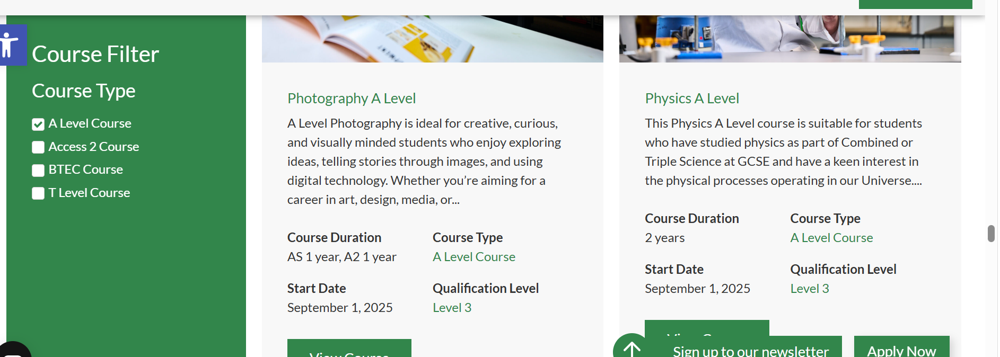 Course Filter
Course Type
A Level Course
Access 2 Course
BTEC Course
T Level Course
Photography A Level
A Level Photography is ideal for creative, curious,
and visually minded students who enjoy exploring
ideas, telling stories through images, and using
digital technology. Whether you’re aiming for a
career in art, design, media, or...
Course Duration
AS 1 year, A2 1 year
Course Type
A Level Course
Start Date
September 1, 2025
Qualification Level
Level 3
View Course
Physics A Level
This Physics A Level course is suitable for students
who have studied physics as part of Combined or
Triple Science at GCSE and have a keen interest in
the physical processes operating in our Universe....
Course Duration
2 years
Course Type
A Level Course
Start Date
September 1, 2025
Qualification Level
Level 3
Sign up to our newsletter
Apply Now